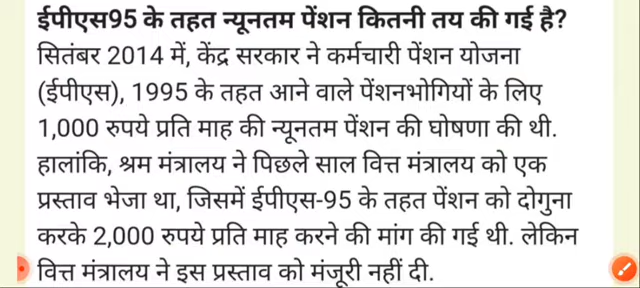 ईपीएस95 के तहत न्यूनतम पेंशन कितनी तय की गई है?
सितंबर 2014 में, केंद्र सरकार ने कर्मचारी पेंशन योजना
(ईपीएस), 1995 के तहत आने वाले पेंशनभोगियों के लिए
1,000 रुपये प्रति माह की न्यूनतम पेंशन की घोषणा की थी.
हालांकि, श्रम मंत्रालय ने पिछले साल वित्त मंत्रालय को एक
प्रस्ताव भेजा था, जिसमें ईपीएस-95 के तहत पेंशन को दोगुना
करके 2,000 रुपये प्रति माह करने की मांग की गई थी. लेकिन
वित्त मंत्रालय ने इस प्रस्ताव को मंजूरी नहीं दी.